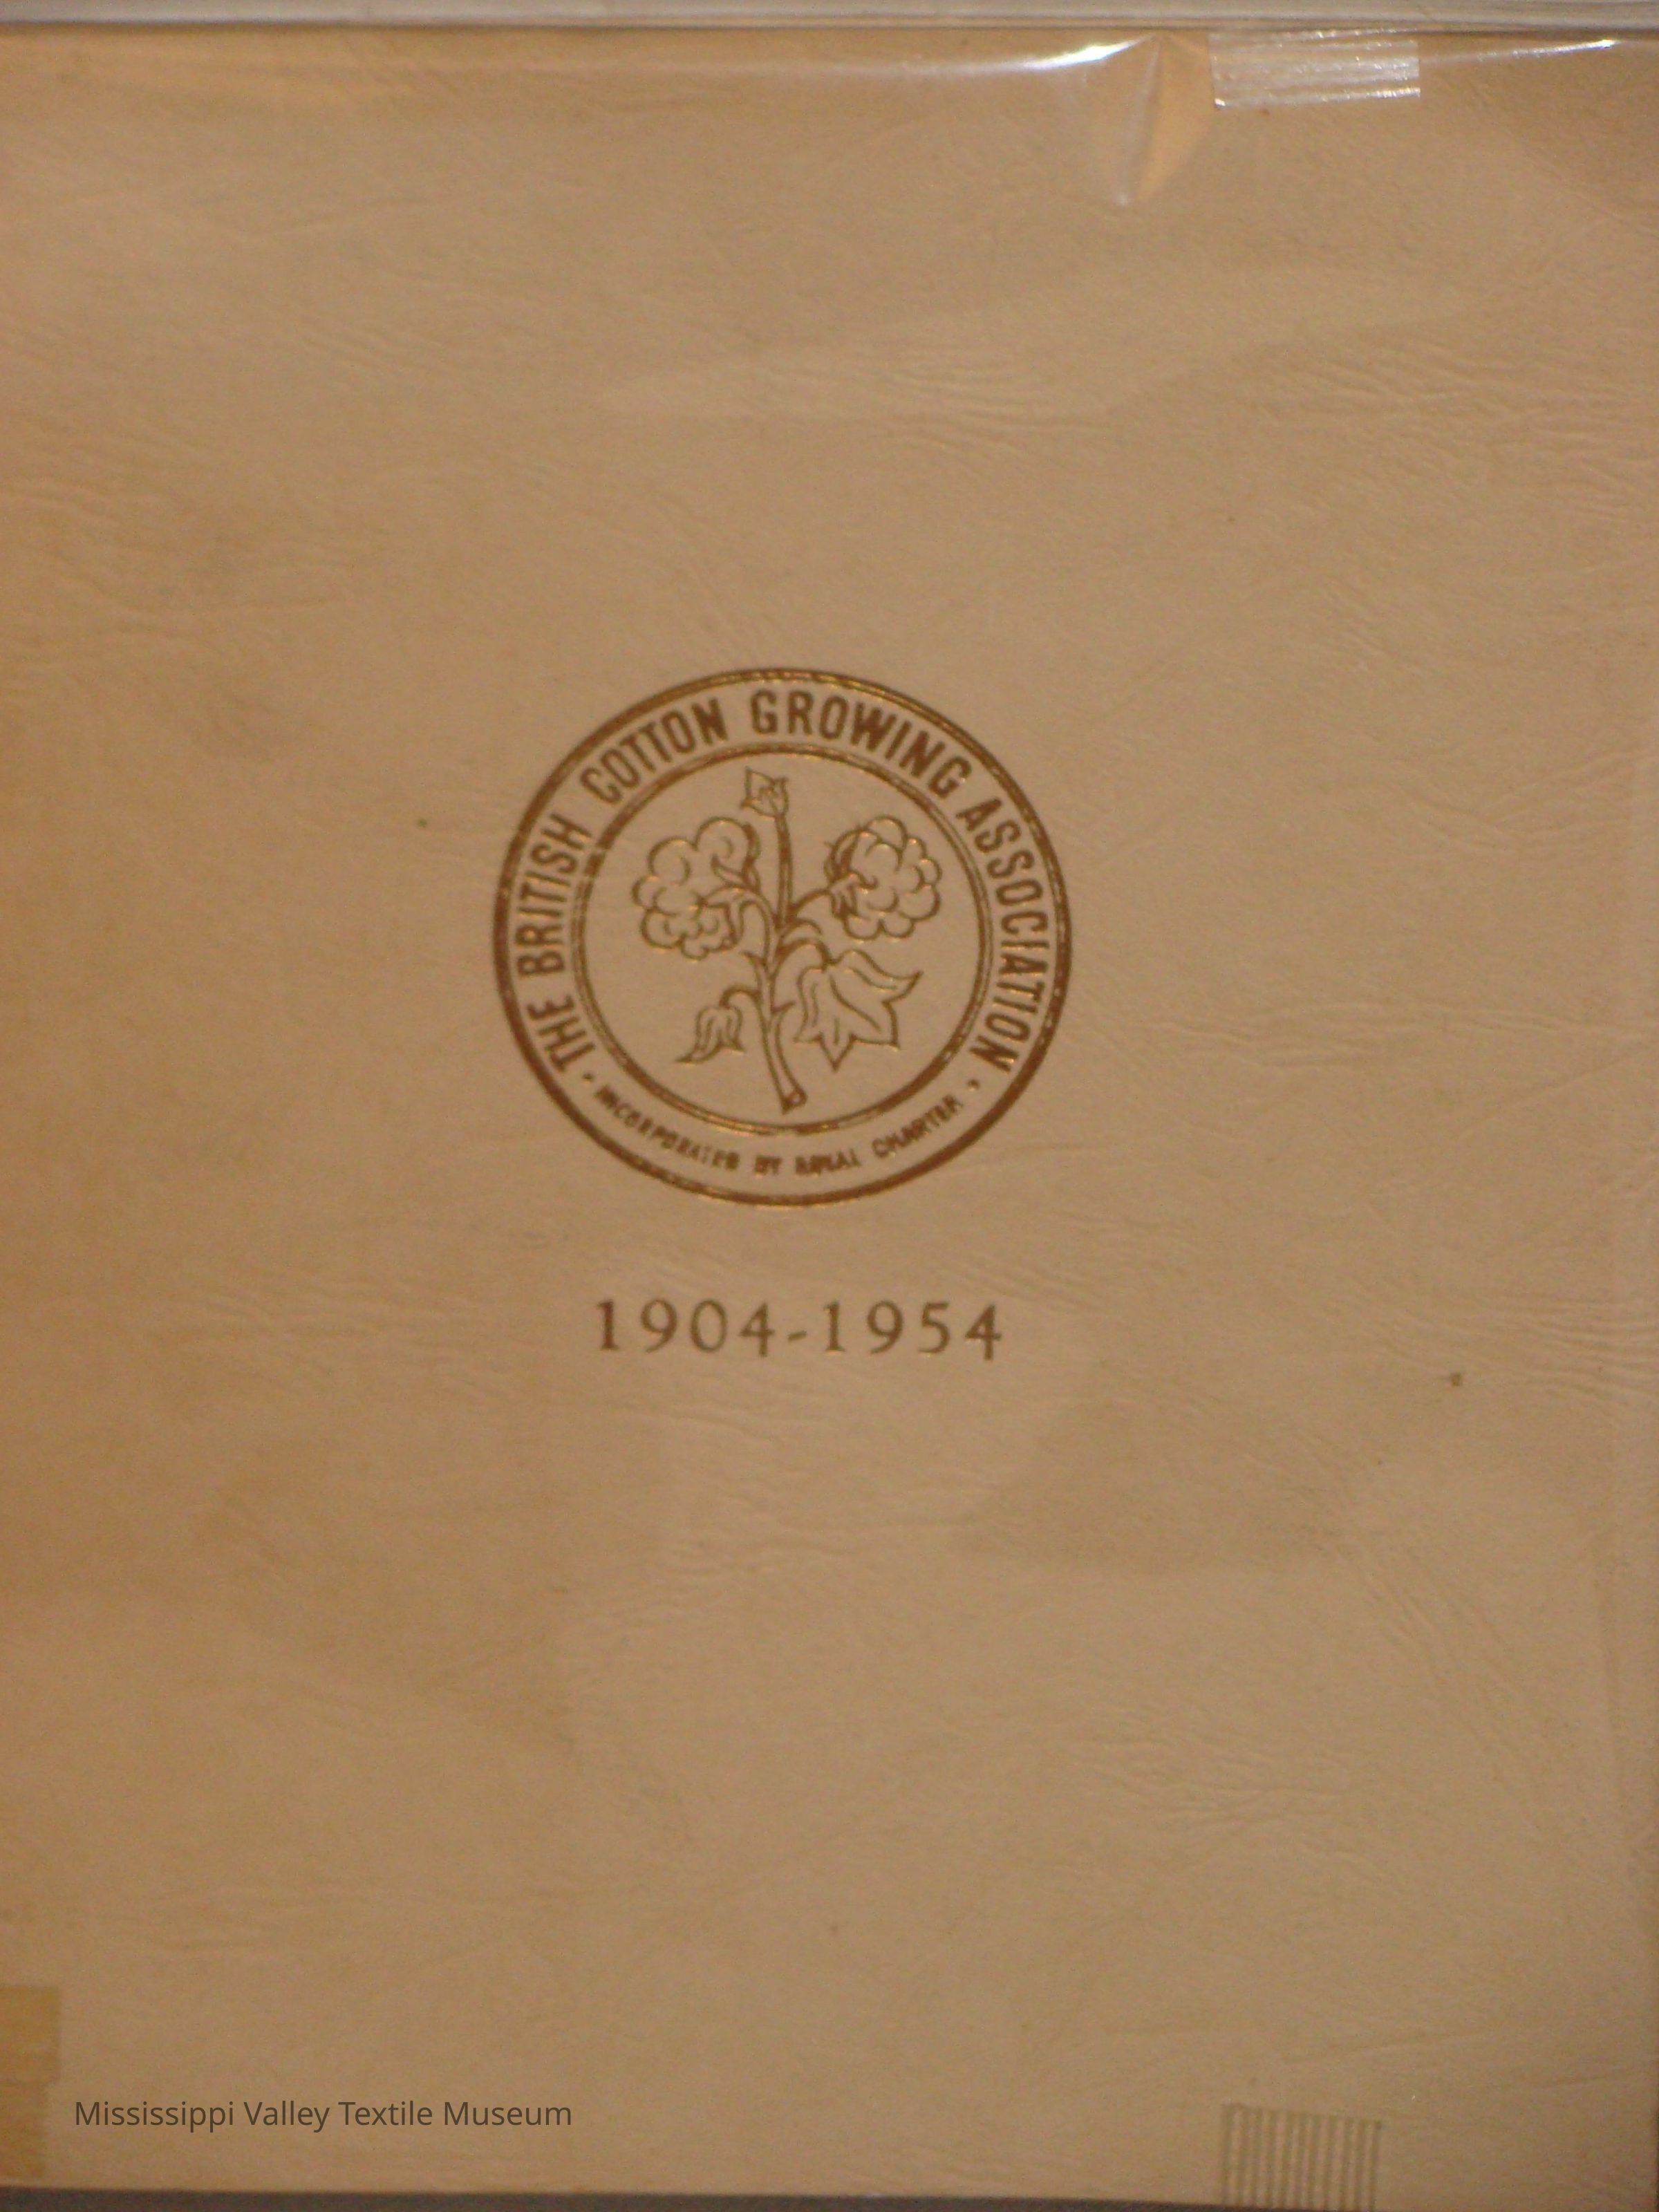 THE BRITISH COTTON GROWING ASSOCIATION
· INCORPORATED BY ROYAL CHARTER ·
1904-1954
Mississippi Valley Textile Museum